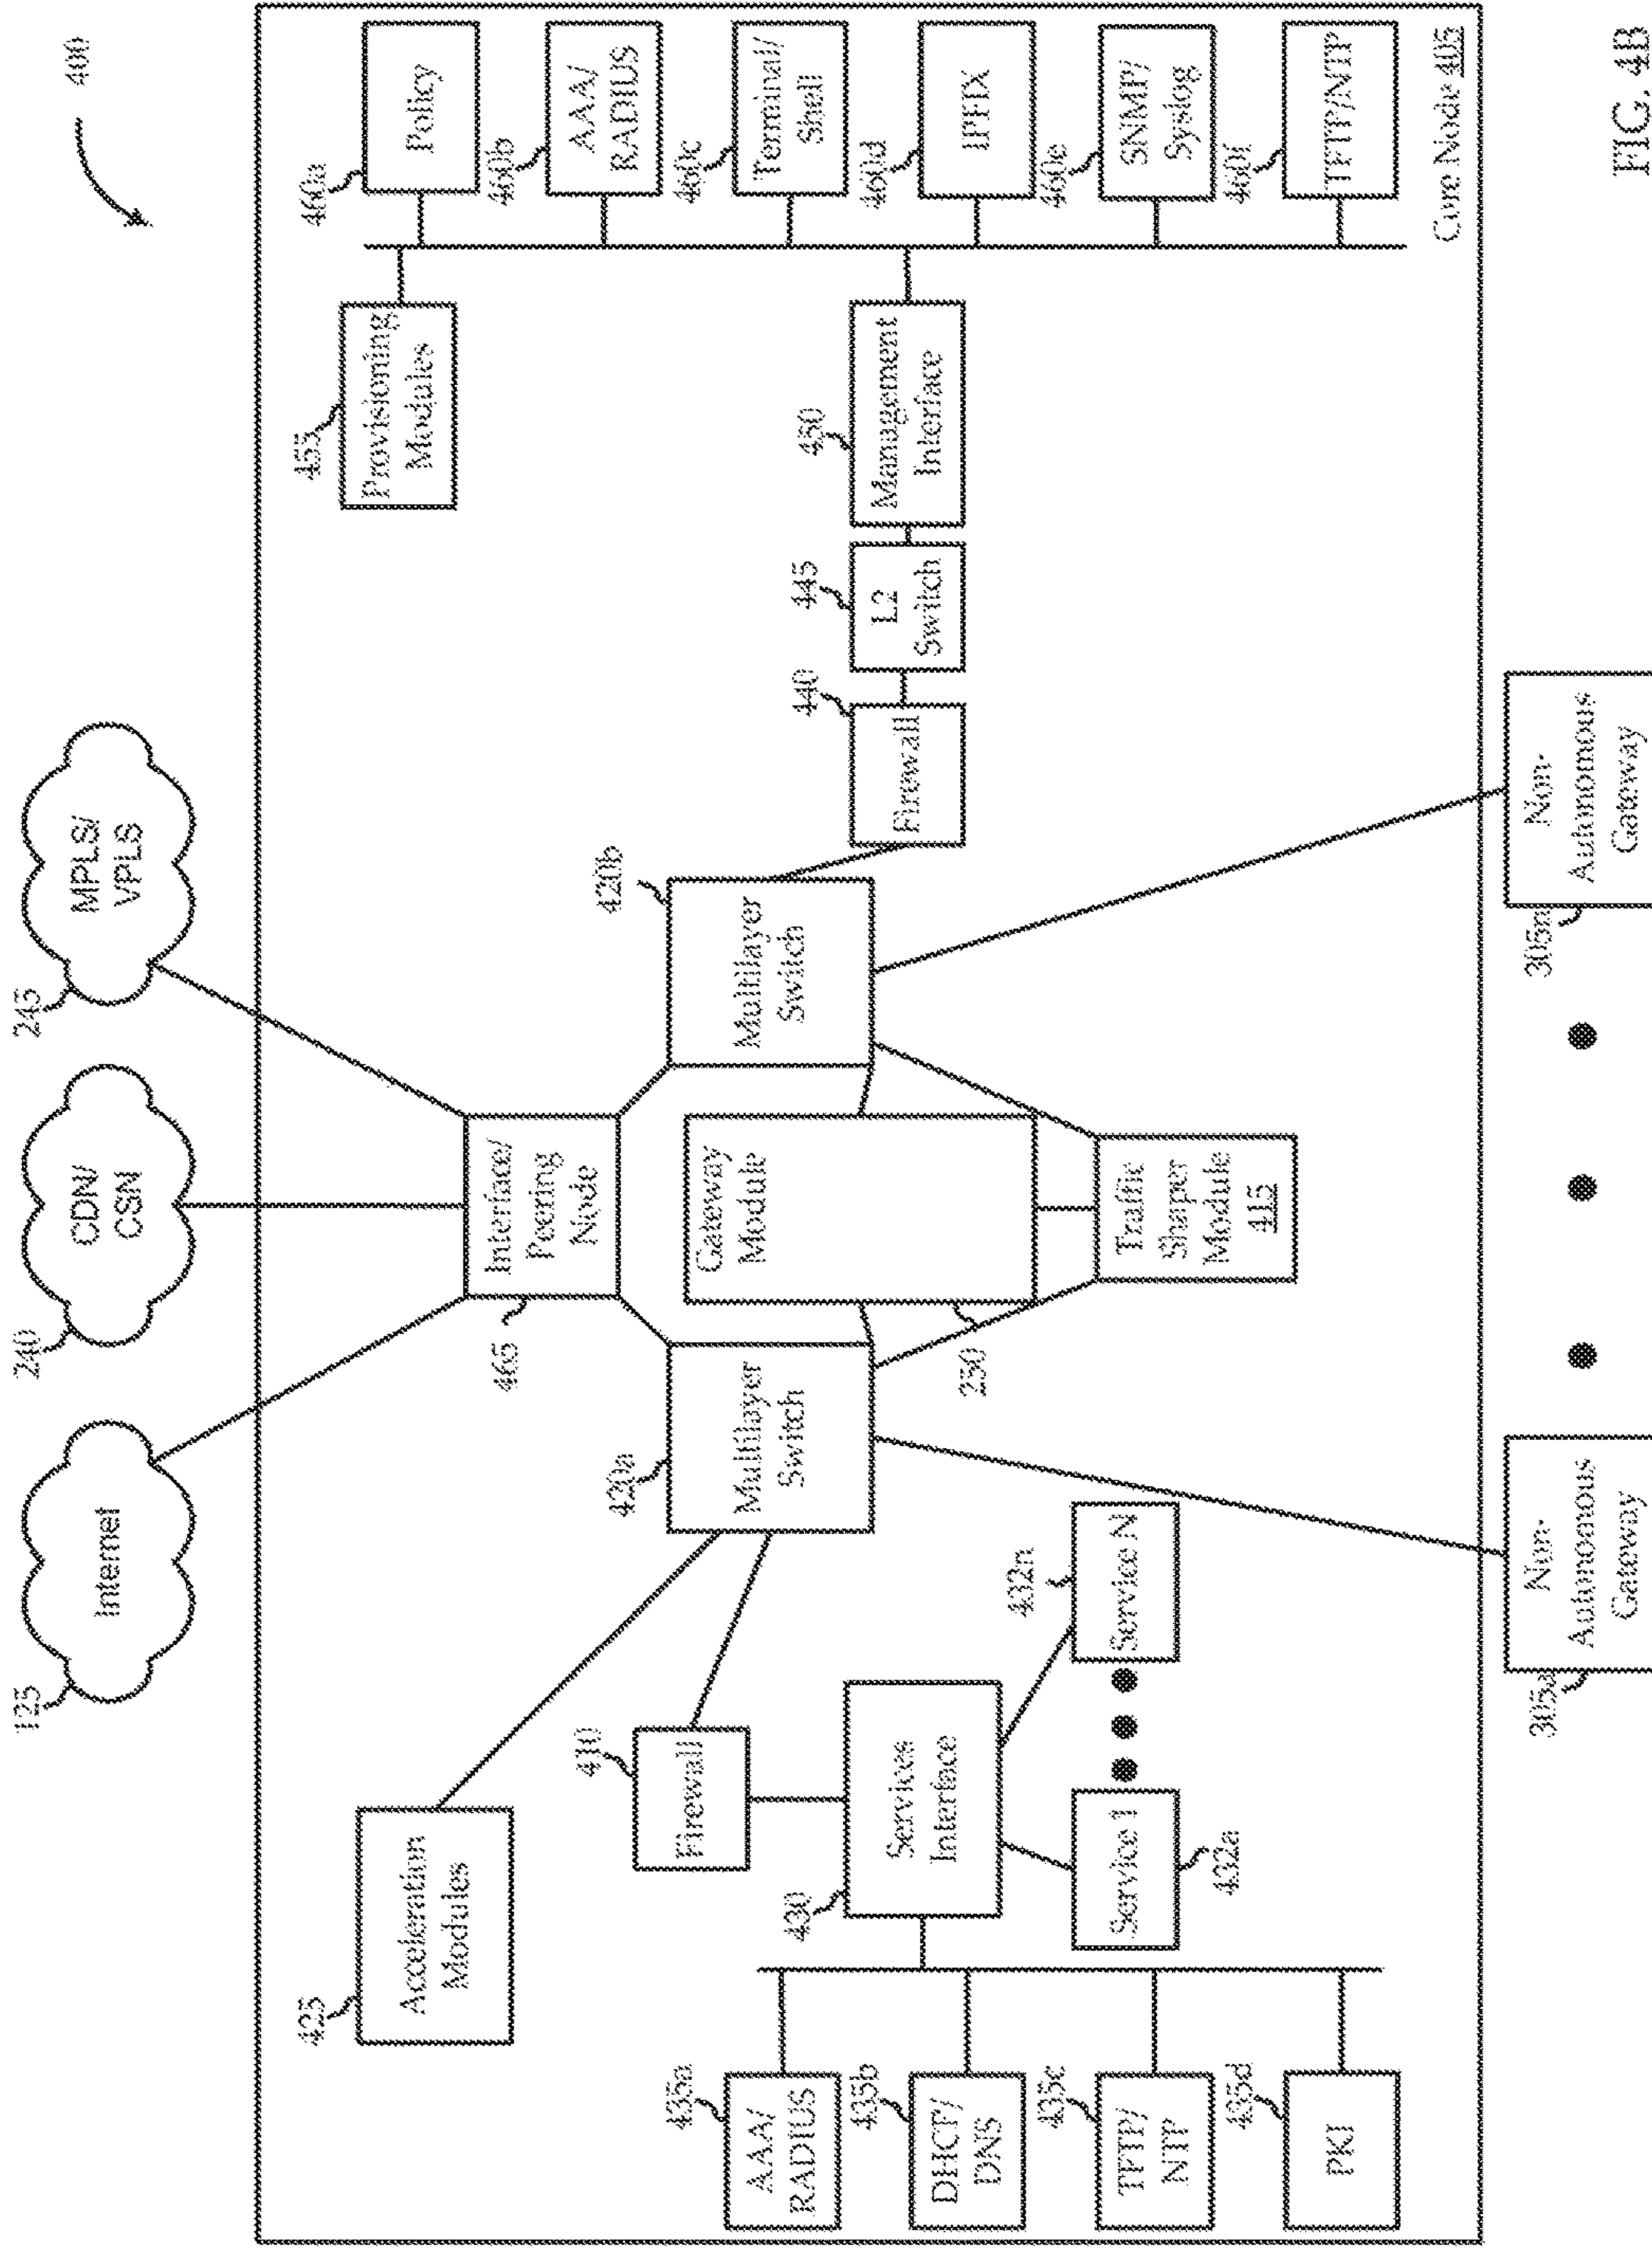 400
125
Internet
240
CDN/
CSN
245
MPLS/
VPLS
465
Interface/
Peering
Node
425
Acceleration
Modules
455
Provisioning
Modules
460a
Policy
460b
AAA/
RADIUS
460c
Terminal/
Shell
460d
IPFIX
460e
SNMP/
Syslog
460f
TFTP/NTP
420a
Multilayer
Switch
420b
Multilayer
Switch
Gateway
Module
250
Traffic
Shaper
Module
415
410
Firewall
430
Services
Interface
432a
Service 1
432n
Service N
435a
AAA/
RADIUS
435b
DHCP/
DNS
435c
TPTP/
NTP
435d
PKI
440
Firewall
445
L2
Switch
450
Management
Interface
Core Node 405
305a
Non-
Autonomous
Gateway
305n
Non-
Autonomous
Gateway
FIG. 4B